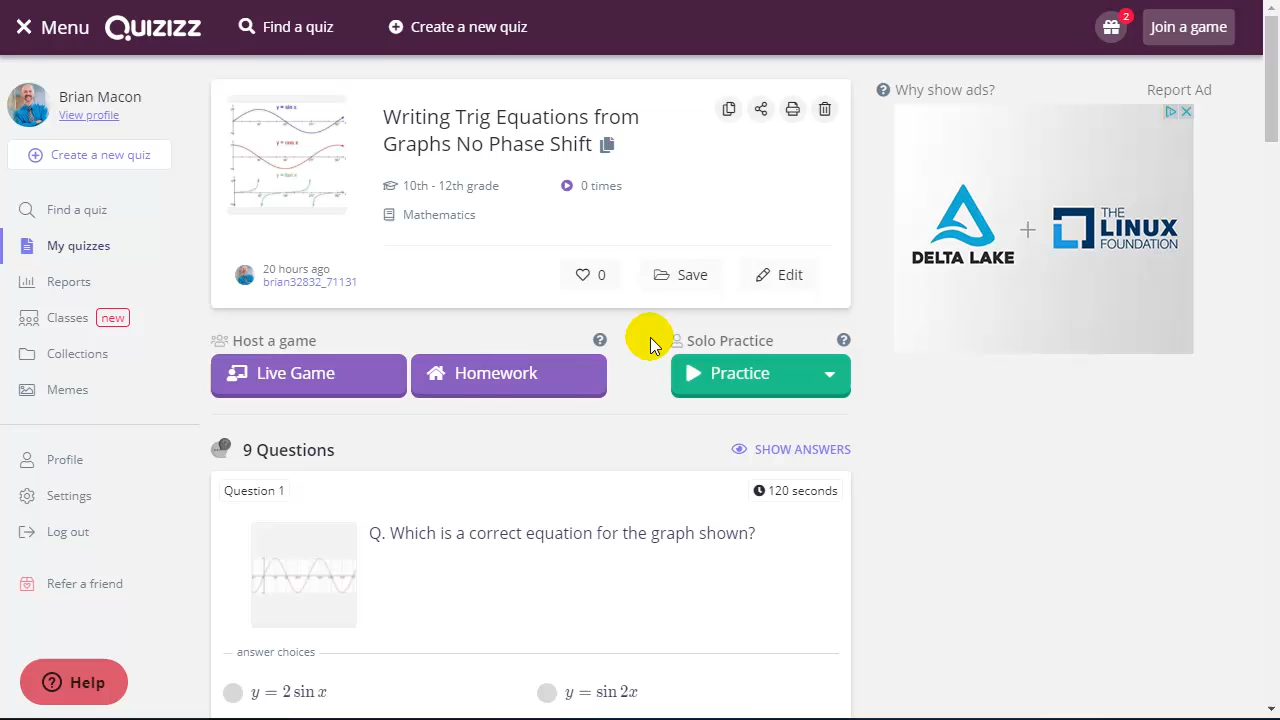 Menu
QUIZIZZ
Find a quiz
Create a new quiz
2
Join a game
Brian Macon
View profile
Create a new quiz
Find a quiz
My quizzes
Reports
Classes new
Collections
Memes
Profile
Settings
Log out
Refer a friend
Help
y = sin x
y = cos x
y = tan x
Writing Trig Equations from
Graphs No Phase Shift
10th - 12th grade
0 times
Mathematics
20 hours ago
brian32832_71131
0
Save
Edit
Host a game
Solo Practice
Live Game
Homework
Practice
9 Questions
SHOW ANSWERS
Question 1
120 seconds
Q. Which is a correct equation for the graph shown?
answer choices
y = 2 sin x
y = sin 2x
Why show ads?
Report Ad
DELTA LAKE
+
THE
LINUX
FOUNDATION